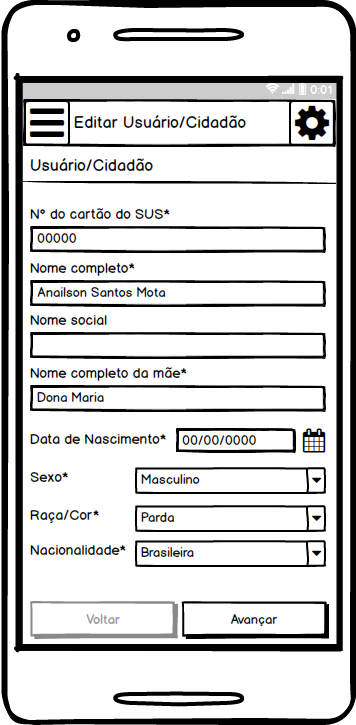 0:01
Editar Usuário/Cidadão
Usuário/Cidadão
Nº do cartão do SUS*
00000
Nome completo*
Anailson Santos Mota
Nome social
Nome completo da mãe*
Dona Maria
Data de Nascimento* 00/00/0000
Sexo* Masculino
Raça/Cor* Parda
Nacionalidade* Brasileira
Voltar Avançar